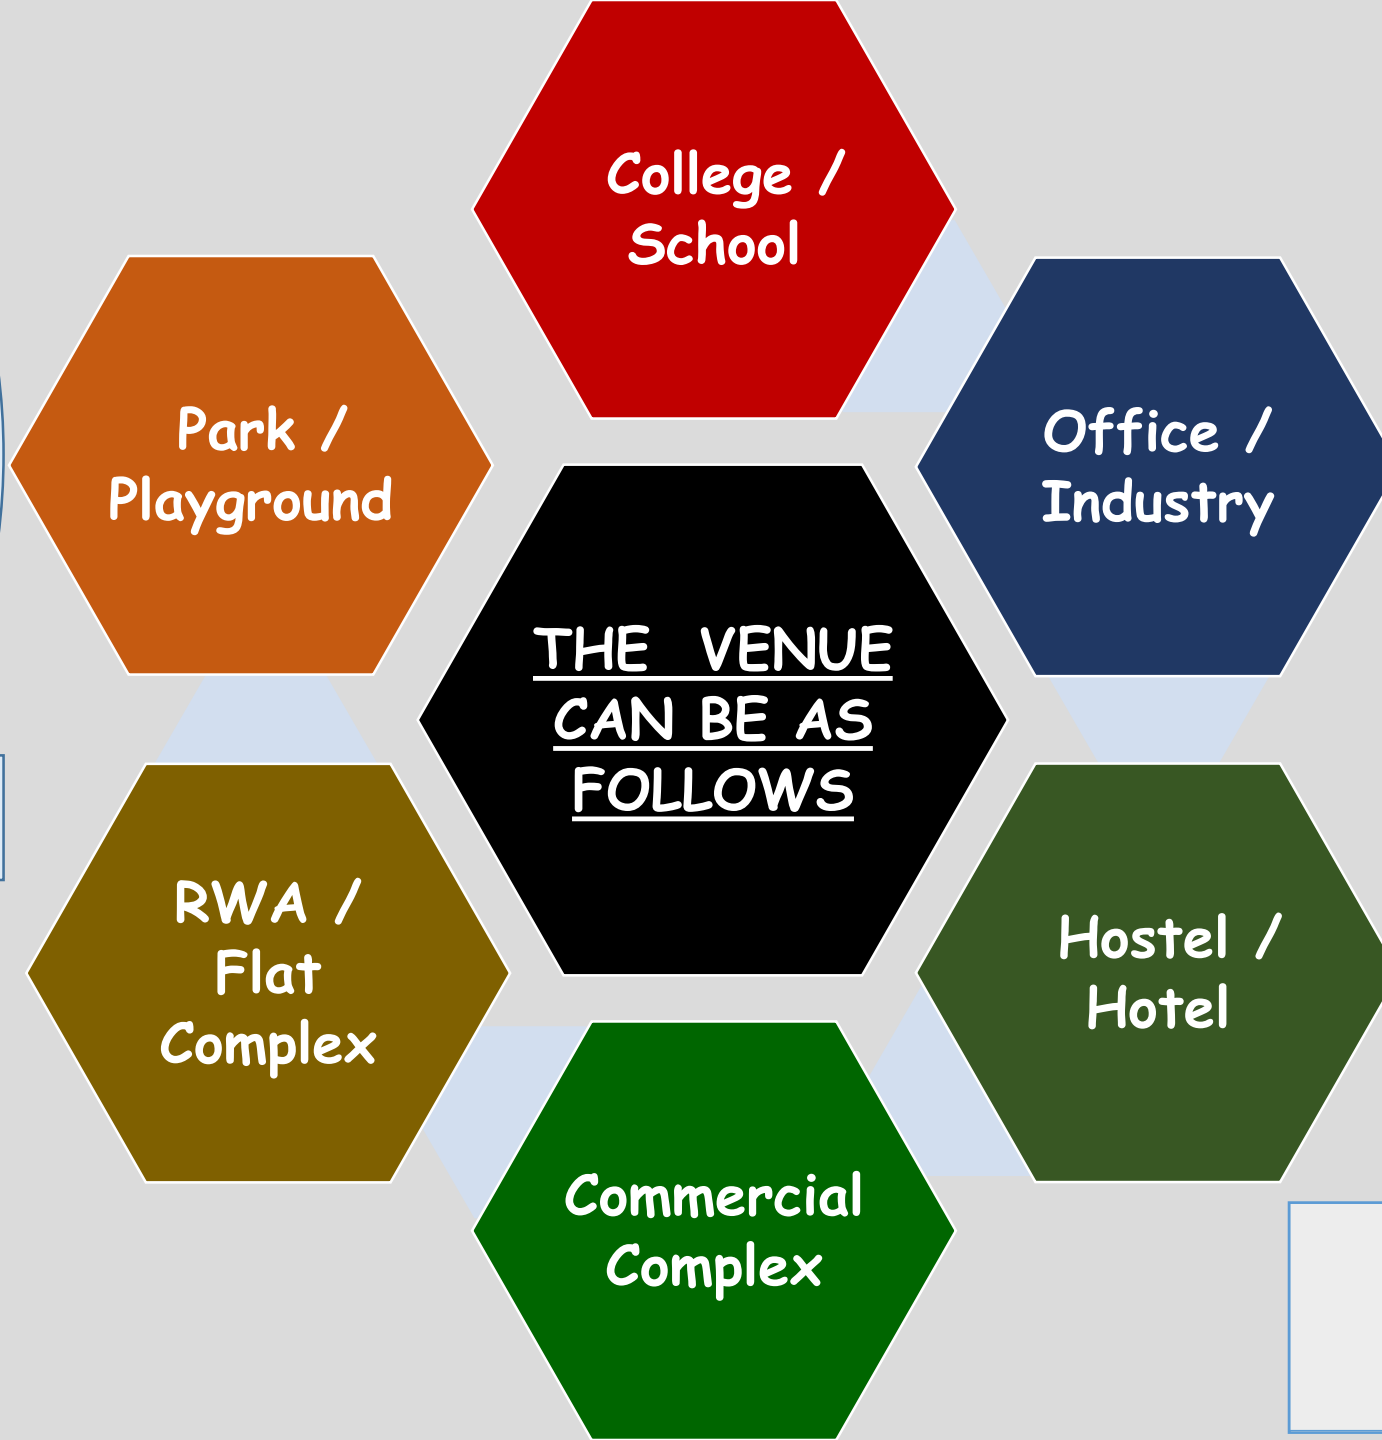 College /
School
Park /
Playground
Office /
Industry
THE VENUE
CAN BE AS
FOLLOWS
RWA /
Flat
Complex
Hostel /
Hotel
Commercial
Complex